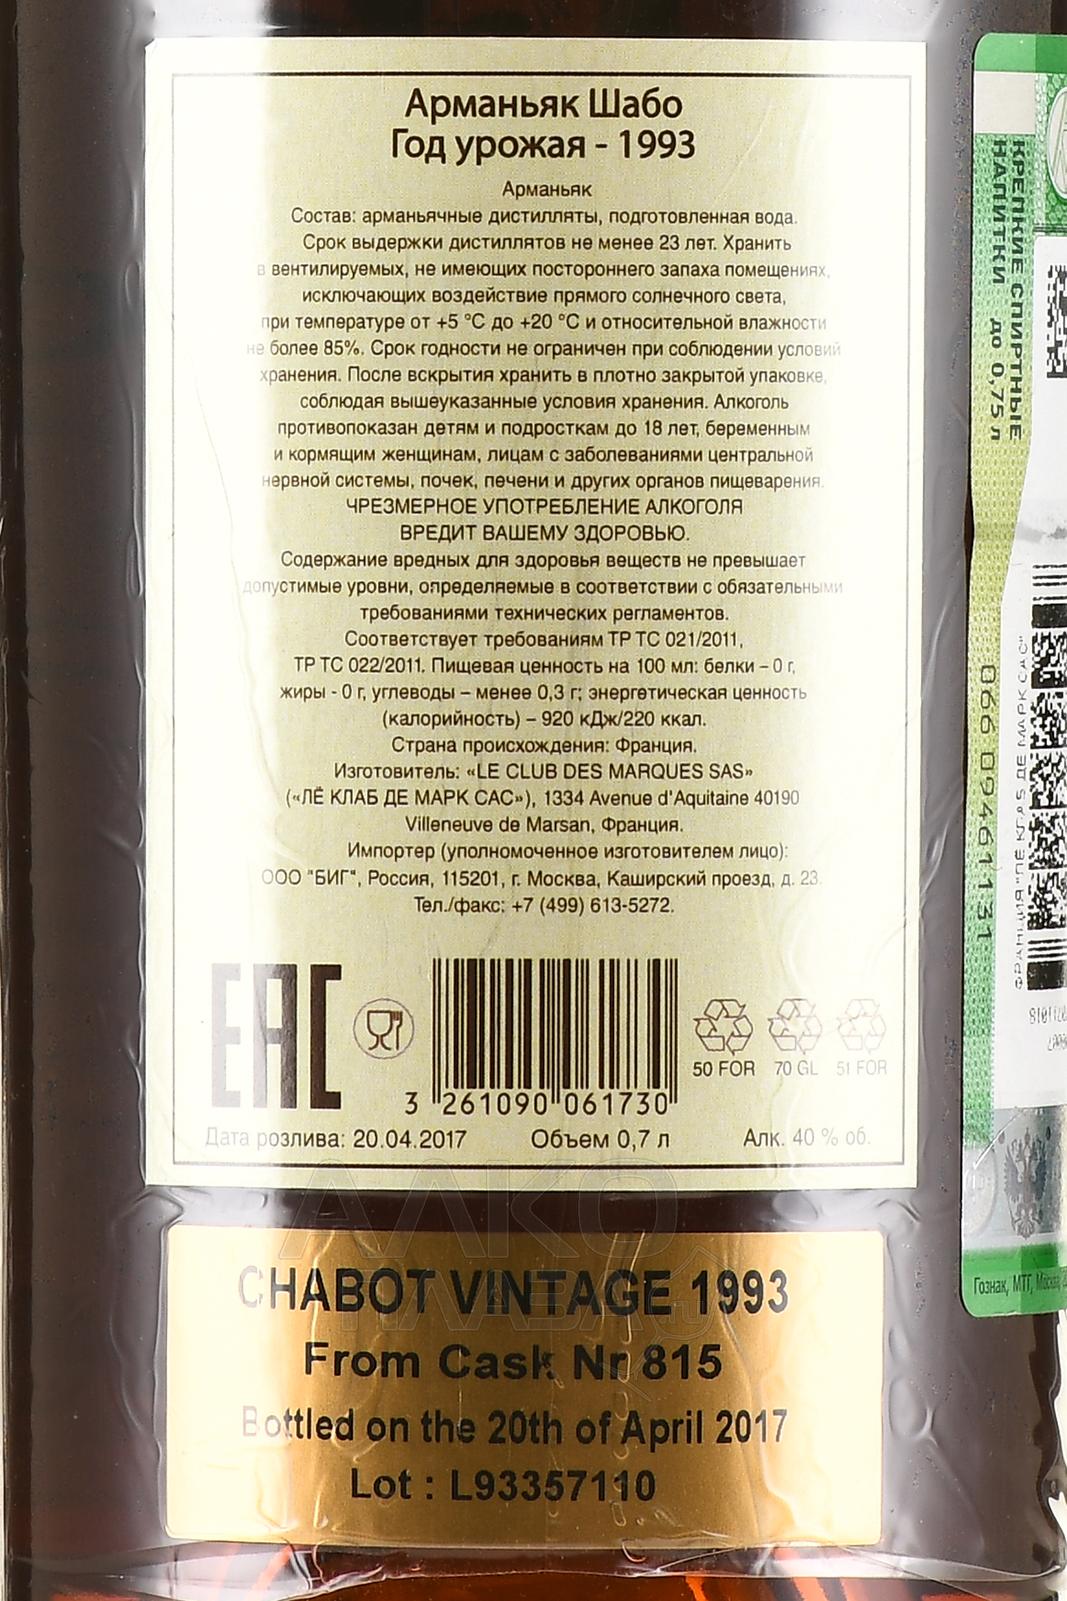 Арманьяк Шабо
Год урожая - 1993
Арманьяк
Состав: арманьячные дистилляты, подготовленная вода.
Срок выдержки дистиллятов не менее 23 лет. Хранить
в вентилируемых, не имеющих постороннего запаха помещениях,
исключающих воздействие прямого солнечного света,
при температуре от +5 °C до +20 °C и относительной влажности
не более 85%. Срок годности не ограничен при соблюдении условий
хранения. После вскрытия хранить в плотно закрытой упаковке,
соблюдая вышеуказанные условия хранения. Алкоголь
противопоказан детям и подросткам до 18 лет, беременным
и кормящим женщинам, лицам с заболеваниями центральной
нервной системы, почек, печени и других органов пищеварения.
ЧРЕЗМЕРНОЕ УПОТРЕБЛЕНИЕ АЛКОГОЛЯ
ВРЕДИТ ВАШЕМУ ЗДОРОВЬЮ.
Содержание вредных для здоровья веществ не превышает
допустимые уровни, определяемые в соответствии с обязательными
требованиями технических регламентов.
Соответствует требованиям ТР ТС 021/2011,
ТР ТС 022/2011. Пищевая ценность на 100 мл: белки – 0 г,
жиры - 0 г, углеводы – менее 0,3 г; энергетическая ценность
(калорийность) – 920 кДж/220 ккал.
Страна происхождения: Франция.
Изготовитель: «LE CLUB DES MARQUES SAS»
(«ЛЁ КЛАБ ДЕ МАРК САС»), 1334 Avenue d'Aquitaine 40190
Villeneuve de Marsan, Франция.
Импортер (уполномоченное изготовителем лицо):
ООО "БИГ", Россия, 115201, г. Москва, Каширский проезд, д. 23.
Тел./факс: +7 (499) 613-5272.
EAC
50 FOR 70 GL 51 FOR
3 261090 061730
Дата розлива: 20.04.2017 Объем 0,7 л Алк. 40 % об.
CHABOT VINTAGE 1993
From Cask Nr 815
Bottled on the 20th of April 2017
Lot : L93357110
КРЕПКИЕ СПИРТНЫЕ
НАПИТКИ до 0,75 л
066 09461131
ФРАНЦИЯ "ЛЕ КЛАБ ДЕ МАРК САС"
Гознак, МТГ, Москва
АЛКО
ПЛАЗА.ru